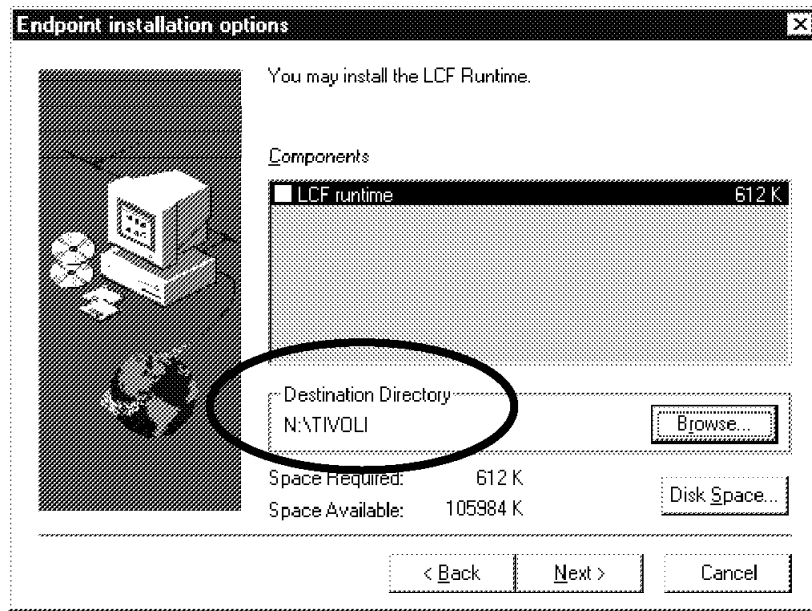 Endpoint installation options
You may install the LCF Runtime.
Components
LCF runtime 612 K
Destination Directory
N:\TIVOLI
Browse...
Space Required: 612 K
Space Available: 105984 K
Disk Space...
< Back
Next >
Cancel